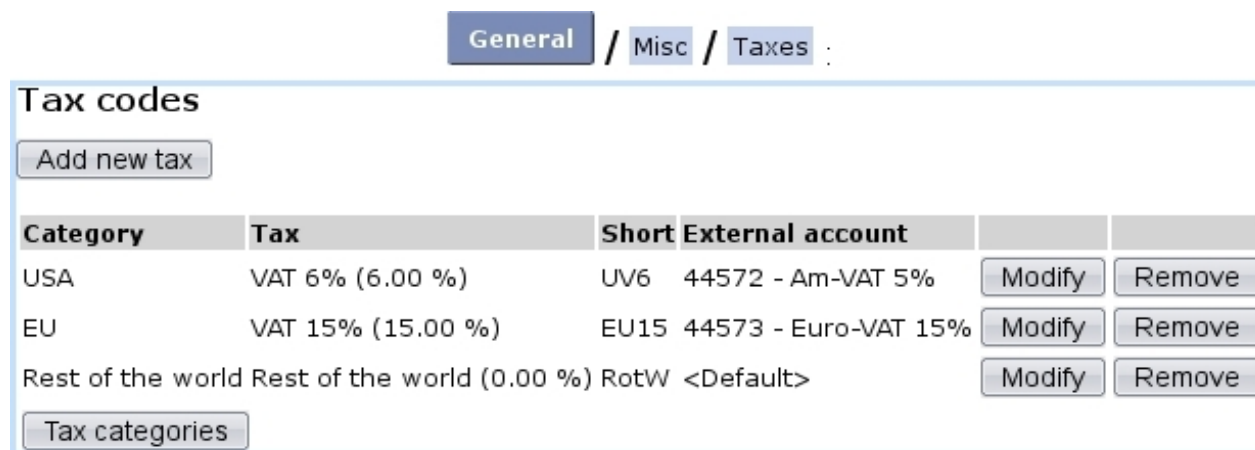 General / Misc / Taxes :
Tax codes
Add new tax
Category Tax Short External account
USA VAT 6% (6.00 %) UV6 44572 - Am-VAT 5% Modify Remove
EU VAT 15% (15.00 %) EU15 44573 - Euro-VAT 15% Modify Remove
Rest of the world Rest of the world (0.00 %) RotW <Default> Modify Remove
Tax categories